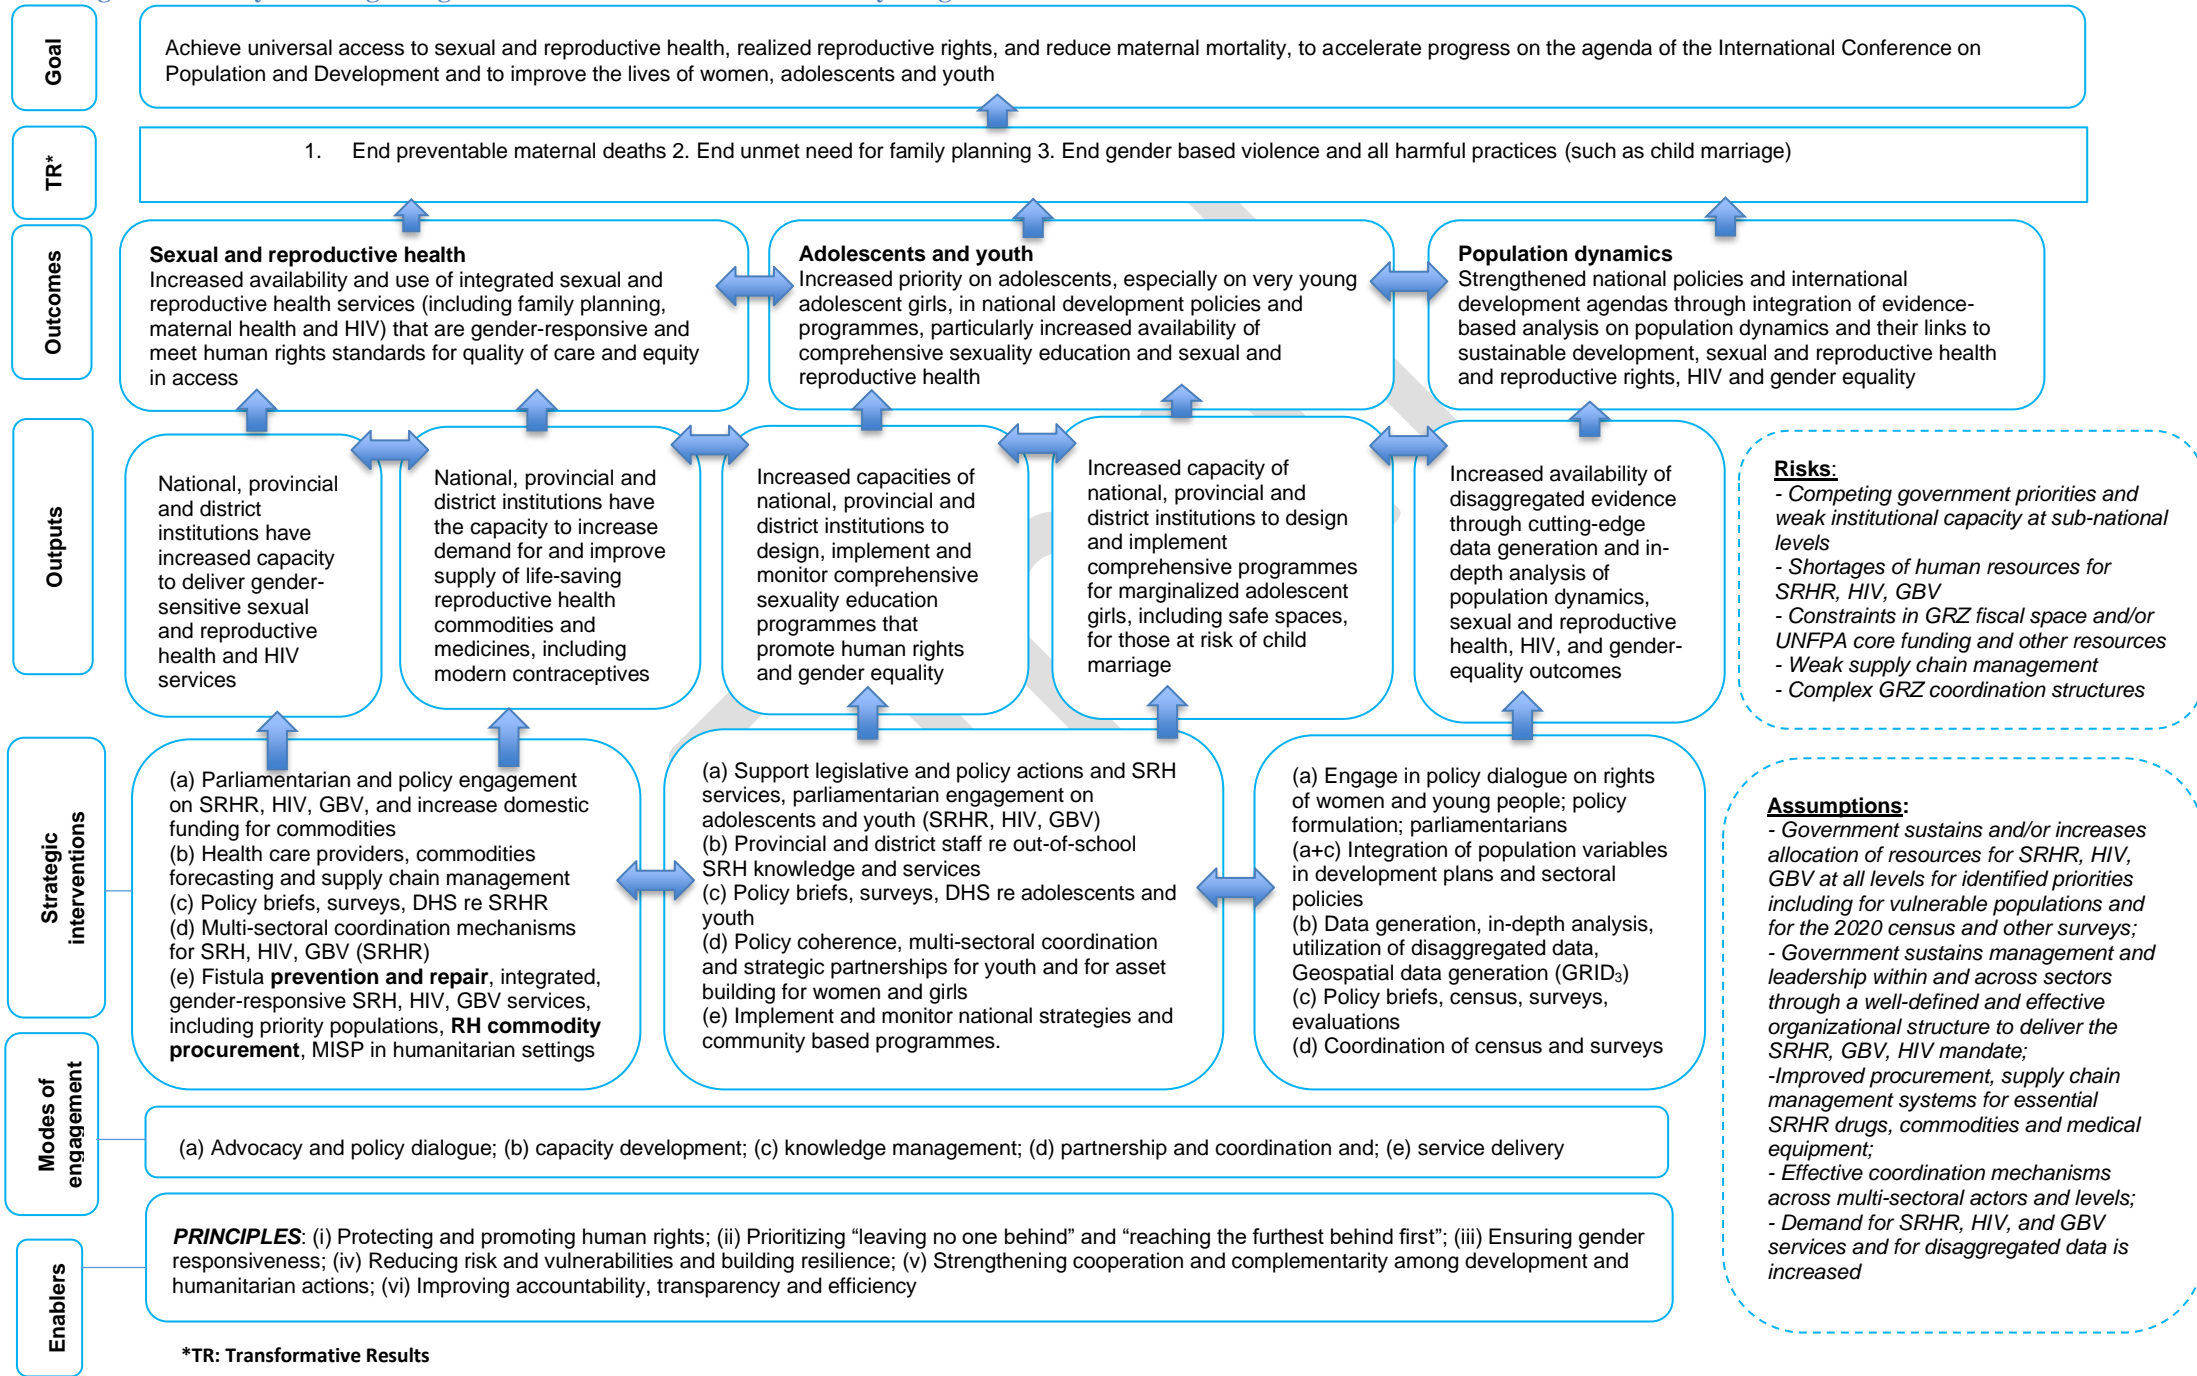 Goal
Achieve universal access to sexual and reproductive health, realized reproductive rights, and reduce maternal mortality, to accelerate progress on the agenda of the International Conference on
Population and Development and to improve the lives of women, adolescents and youth
TR*
1. End preventable maternal deaths 2. End unmet need for family planning 3. End gender based violence and all harmful practices (such as child marriage)
Outcomes
Sexual and reproductive health
Increased availability and use of integrated sexual and
reproductive health services (including family planning,
maternal health and HIV) that are gender-responsive and
meet human rights standards for quality of care and equity
in access
Adolescents and youth
Increased priority on adolescents, especially on very young
adolescent girls, in national development policies and
programmes, particularly increased availability of
comprehensive sexuality education and sexual and
reproductive health
Population dynamics
Strengthened national policies and international
development agendas through integration of evidence-
based analysis on population dynamics and their links to
sustainable development, sexual and reproductive health
and reproductive rights, HIV and gender equality
Outputs
National, provincial
and district
institutions have
increased capacity
to deliver gender-
sensitive sexual
and reproductive
health and HIV
services
National, provincial and
district institutions have
the capacity to increase
demand for and improve
supply of life-saving
reproductive health
commodities and
medicines, including
modern contraceptives
Increased capacities of
national, provincial and
district institutions to
design, implement and
monitor comprehensive
sexuality education
programmes that
promote human rights
and gender equality
Increased capacity of
national, provincial and
district institutions to design
and implement
comprehensive programmes
for marginalized adolescent
girls, including safe spaces,
for those at risk of child
marriage
Increased availability of
disaggregated evidence
through cutting-edge
data generation and in-
depth analysis of
population dynamics,
sexual and reproductive
health, HIV, and gender-
equality outcomes
Risks:
- Competing government priorities and
weak institutional capacity at sub-national
levels
- Shortages of human resources for
SRHR, HIV, GBV
- Constraints in GRZ fiscal space and/or
UNFPA core funding and other resources
- Weak supply chain management
- Complex GRZ coordination structures
Strategic
interventions
(a) Parliamentarian and policy engagement
on SRHR, HIV, GBV, and increase domestic
funding for commodities
(b) Health care providers, commodities
forecasting and supply chain management
(c) Policy briefs, surveys, DHS re SRHR
(d) Multi-sectoral coordination mechanisms
for SRH, HIV, GBV (SRHR)
(e) Fistula prevention and repair, integrated,
gender-responsive SRH, HIV, GBV services,
including priority populations, RH commodity
procurement, MISP in humanitarian settings
(a) Support legislative and policy actions and SRH
services, parliamentarian engagement on
adolescents and youth (SRHR, HIV, GBV)
(b) Provincial and district staff re out-of-school
SRH knowledge and services
(c) Policy briefs, surveys, DHS re adolescents and
youth
(d) Policy coherence, multi-sectoral coordination
and strategic partnerships for youth and for asset
building for women and girls
(e) Implement and monitor national strategies and
community based programmes.
(a) Engage in policy dialogue on rights
of women and young people; policy
formulation; parliamentarians
(a+c) Integration of population variables
in development plans and sectoral
policies
(b) Data generation, in-depth analysis,
utilization of disaggregated data,
Geospatial data generation (GRID₃)
(c) Policy briefs, census, surveys,
evaluations
(d) Coordination of census and surveys
Assumptions:
- Government sustains and/or increases
allocation of resources for SRHR, HIV,
GBV at all levels for identified priorities
including for vulnerable populations and
for the 2020 census and other surveys;
- Government sustains management and
leadership within and across sectors
through a well-defined and effective
organizational structure to deliver the
SRHR, GBV, HIV mandate;
-Improved procurement, supply chain
management systems for essential
SRHR drugs, commodities and medical
equipment;
- Effective coordination mechanisms
across multi-sectoral actors and levels;
- Demand for SRHR, HIV, and GBV
services and for disaggregated data is
increased
Modes of
engagement
(a) Advocacy and policy dialogue; (b) capacity development; (c) knowledge management; (d) partnership and coordination and; (e) service delivery
Enablers
PRINCIPLES: (i) Protecting and promoting human rights; (ii) Prioritizing “leaving no one behind” and “reaching the furthest behind first”; (iii) Ensuring gender
responsiveness; (iv) Reducing risk and vulnerabilities and building resilience; (v) Strengthening cooperation and complementarity among development and
humanitarian actions; (vi) Improving accountability, transparency and efficiency
*TR: Transformative Results